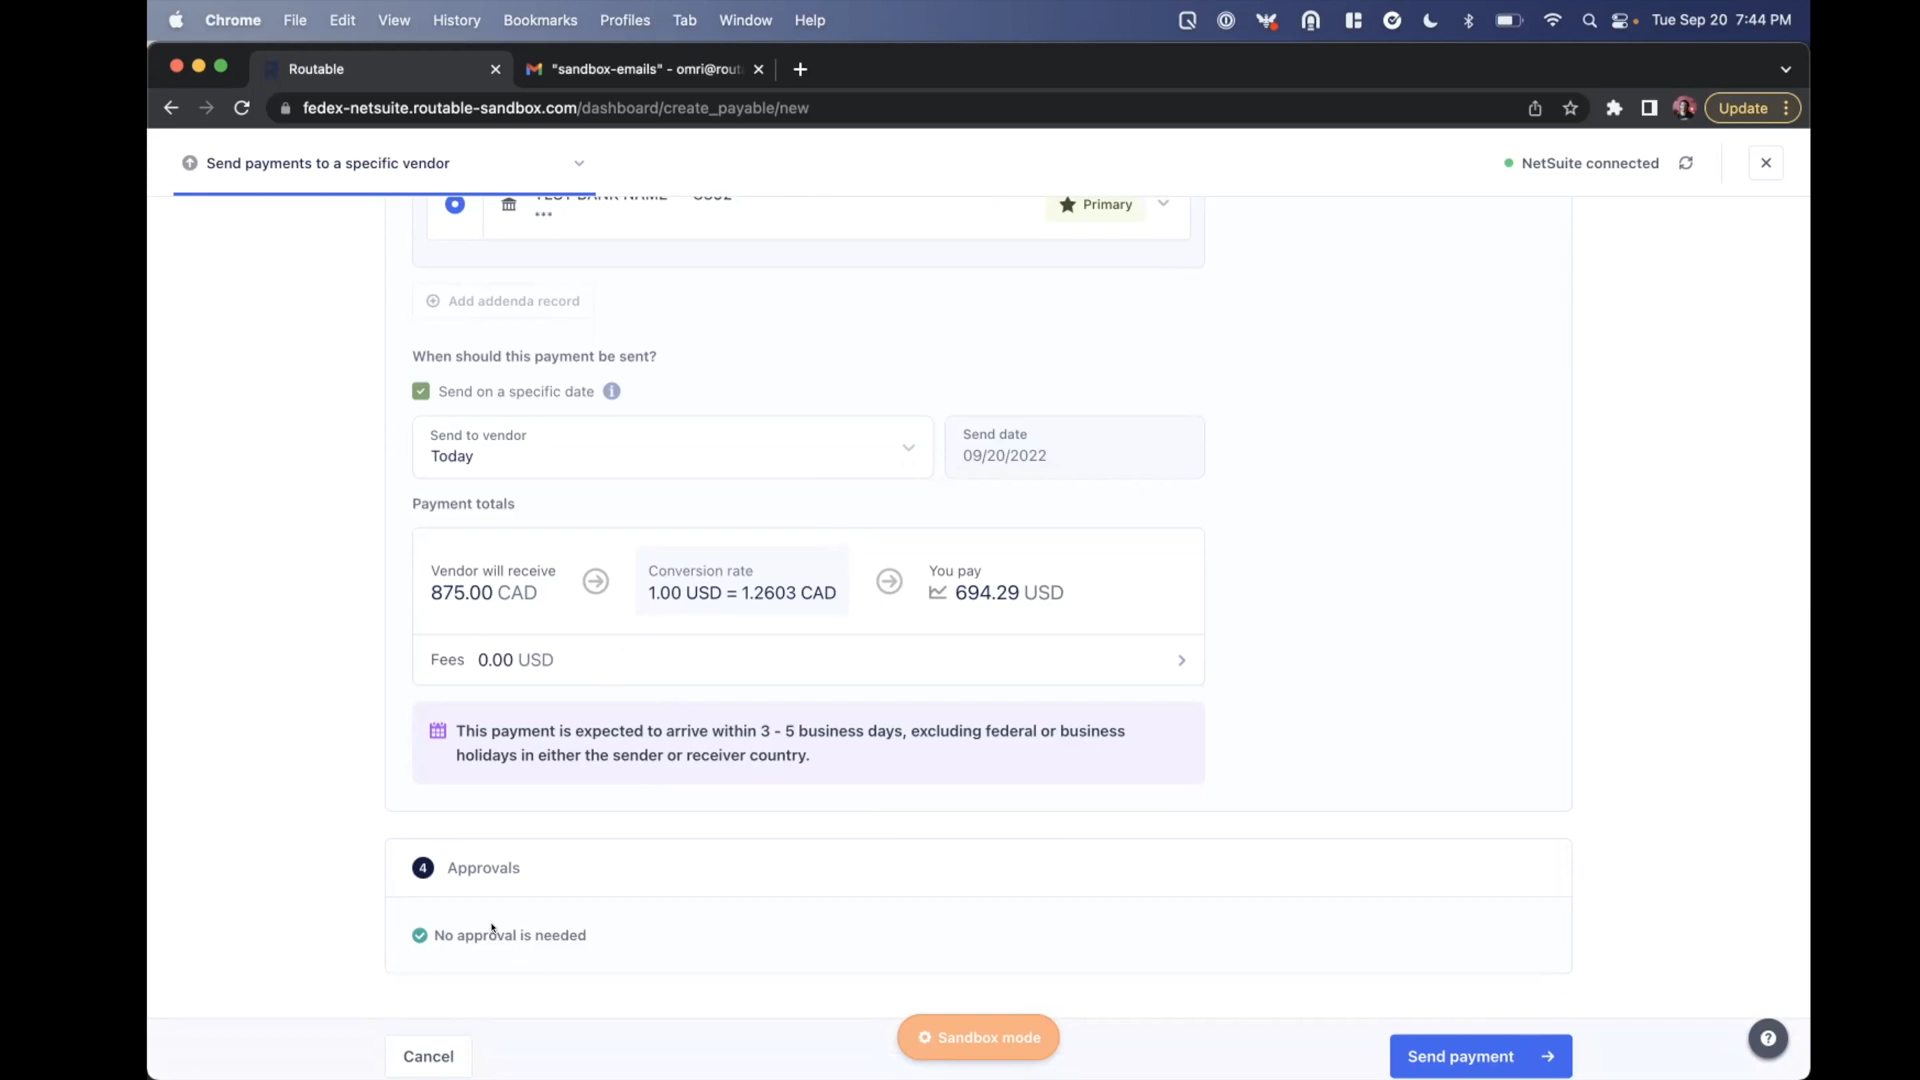 Chrome File Edit View History Bookmarks Profiles Tab Window Help Tue Sep 20 7:44 PM
Routable "sandbox-emails" - omri@rout
fedex-netsuite.routable-sandbox.com/dashboard/create_payable/new Update
Send payments to a specific vendor NetSuite connected
TEST BANK NAME Primary
Add addenda record
When should this payment be sent?
Send on a specific date
Send to vendor Send date
Today 09/20/2022
Payment totals
Vendor will receive Conversion rate You pay
875.00 CAD 1.00 USD = 1.2603 CAD 694.29 USD
Fees 0.00 USD
This payment is expected to arrive within 3 - 5 business days, excluding federal or business
holidays in either the sender or receiver country.
4 Approvals
No approval is needed
Cancel Sandbox mode Send payment